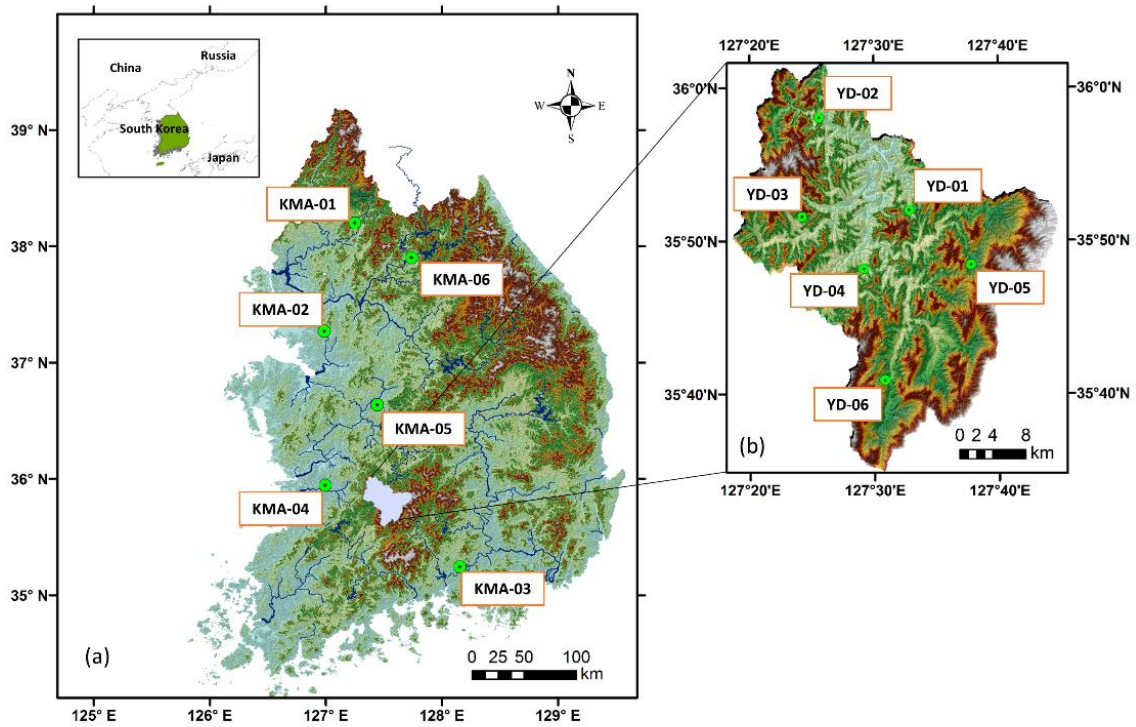 China
Russia
South Korea
Japan
N
W
E
S
39° N
38° N
37° N
36° N
35° N
KMA-01
KMA-06
KMA-02
KMA-05
KMA-04
KMA-03
(a)
0 25 50 100
km
125° E
126° E
127° E
128° E
129° E
127°20'E
127°30'E
127°40'E
36°0'N
36°0'N
YD-02
YD-01
YD-03
35°50'N
35°50'N
YD-04
YD-05
35°40'N
35°40'N
YD-06
(b)
0 2 4 8
km
127°20'E
127°30'E
127°40'E